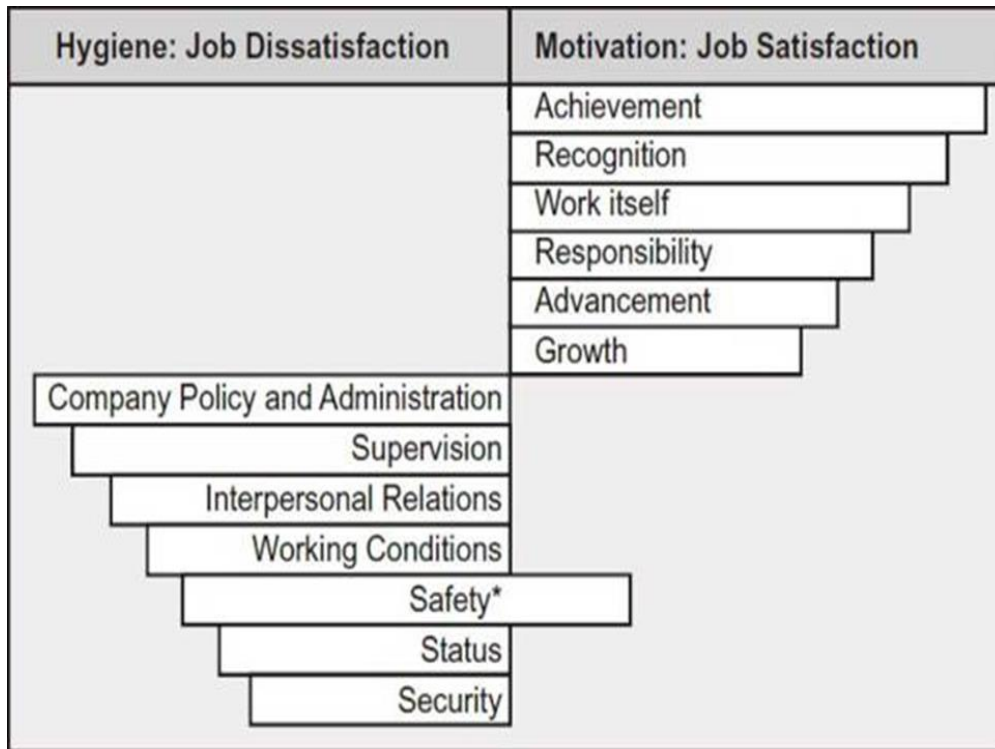 Hygiene: Job Dissatisfaction
Motivation: Job Satisfaction
Achievement
Recognition
Work itself
Responsibility
Advancement
Growth
Company Policy and Administration
Supervision
Interpersonal Relations
Working Conditions
Safety*
Status
Security